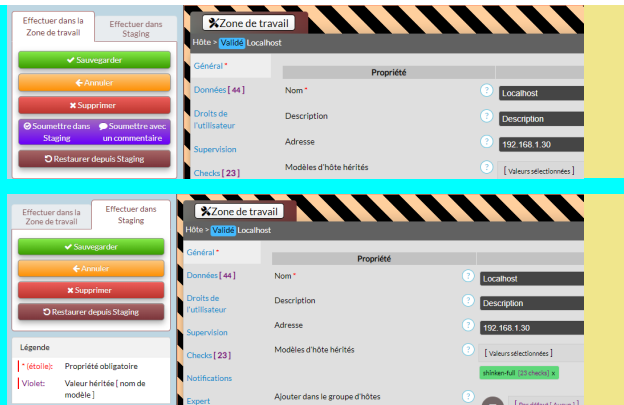 Effectuer dans la
Zone de travail
Effectuer dans
Staging
Sauvegarder
Annuler
Supprimer
Soumettre dans
Staging
Soumettre avec
un commentaire
Restaurer depuis Staging
Zone de travail
Hôte > Validé Localhost
Général *
Propriété
Données [ 44 ]
Nom *
?
Localhost
Droits de
l'utilisateur
Description
?
Description
Supervision
Adresse
?
192.168.1.30
Checks [ 23 ]
Modèles d'hôte hérités
?
[ Valeurs sélectionnées ]
Effectuer dans la
Zone de travail
Effectuer dans
Staging
Sauvegarder
Annuler
Supprimer
Restaurer depuis Staging
Légende
* (étoile): Propriété obligatoire
Violet: Valeur héritée [ nom de
modèle ]
Zone de travail
Hôte > Validé Localhost
Général *
Propriété
Données [ 44 ]
Nom *
?
Localhost
Droits de
l'utilisateur
Description
?
Description
Supervision
Adresse
?
192.168.1.30
Checks [ 23 ]
Modèles d'hôte hérités
?
[ Valeurs sélectionnées ]
shinken-full [23 checks] x
Notifications
Expert
Ajouter dans le groupe d'hôtes
?